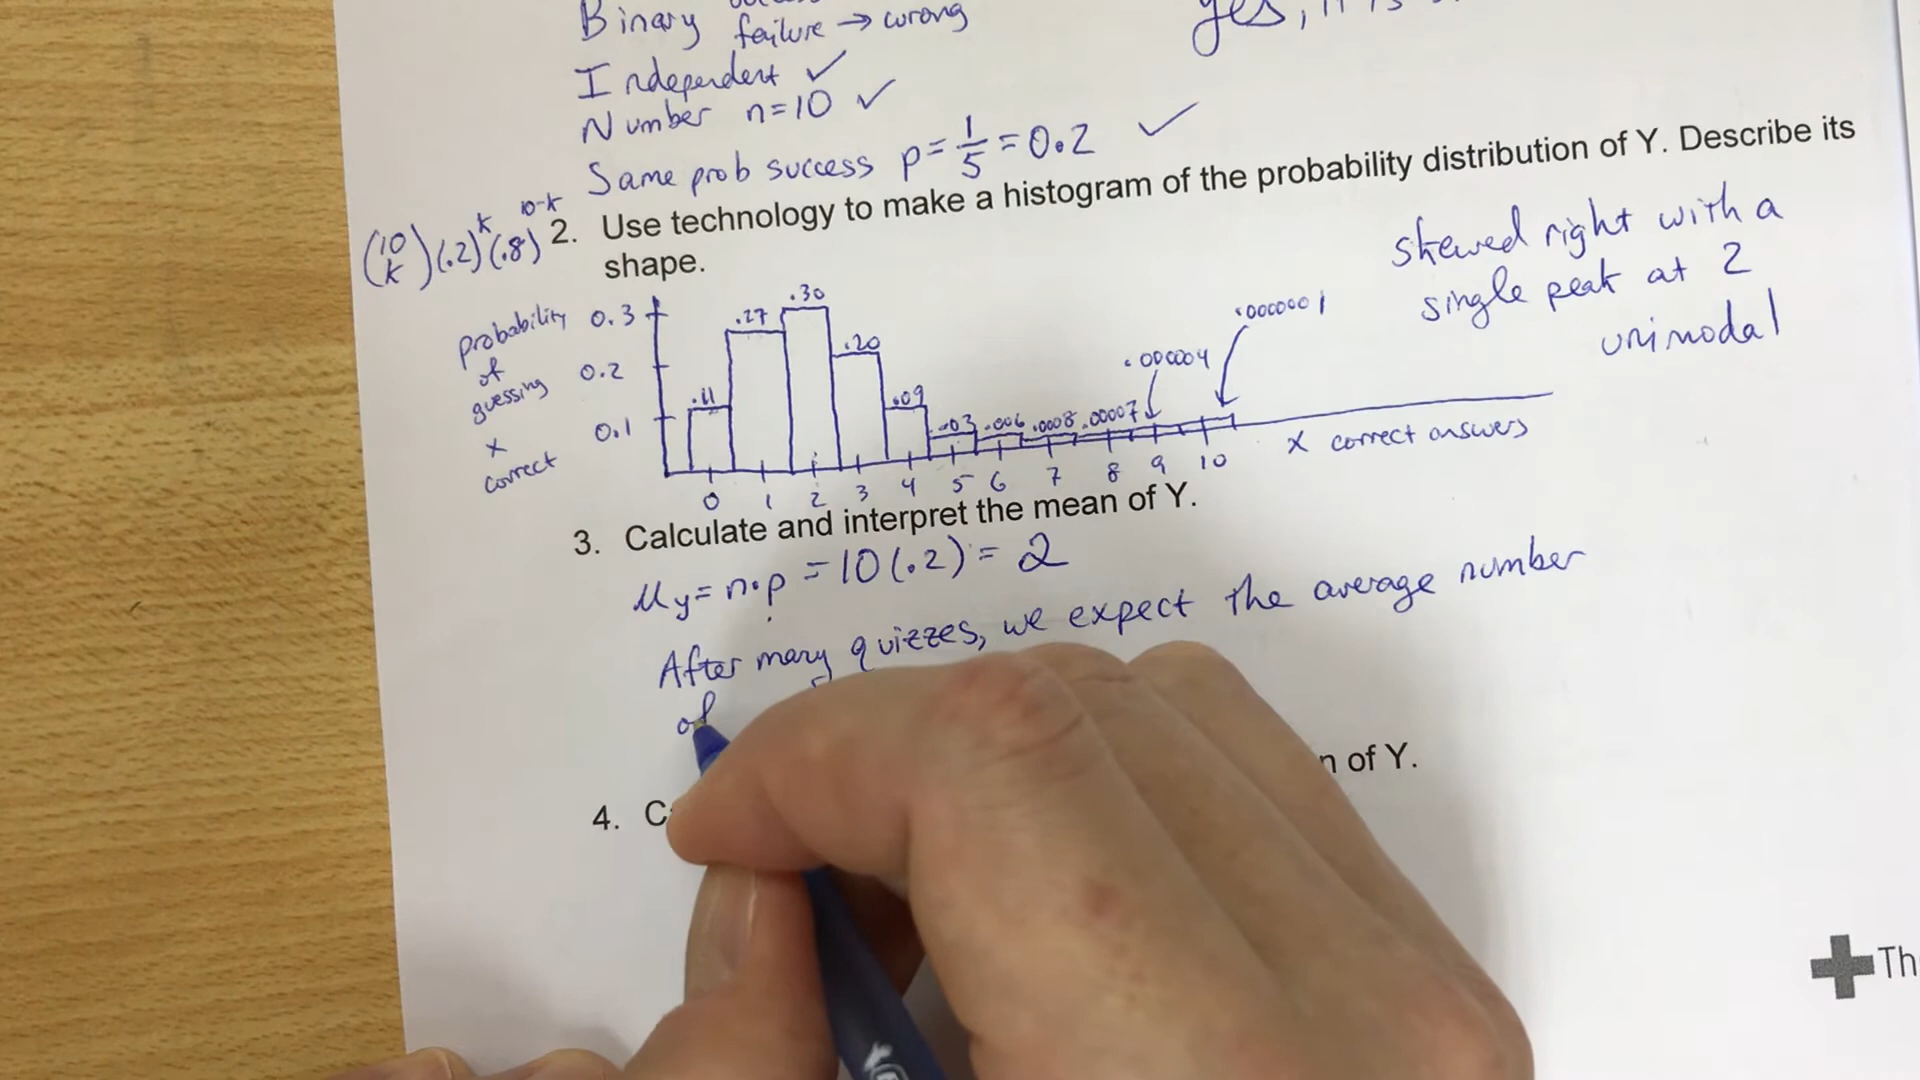 Binary failure → wrong
yes, it is
Independent ✓
Number n=10 ✓
Same prob success p = 1/5 = 0.2 ✓
(10 k)(.2)^k(.8)^10-k
2. Use technology to make a histogram of the probability distribution of Y. Describe its
shape.
skewed right with a
single peak at 2
unimodal
probability
of
guessing
x
correct
0.3
0.2
0.1
.11 .27 .30 .20 .09 .03 .006 .0008 .00007 .000004 .0000001
0 1 2 3 4 5 6 7 8 9 10
x correct answers
3. Calculate and interpret the mean of Y.
μy = n·p = 10(.2) = 2
After many quizzes, we expect the average number
of
4. C
n of Y.
Th